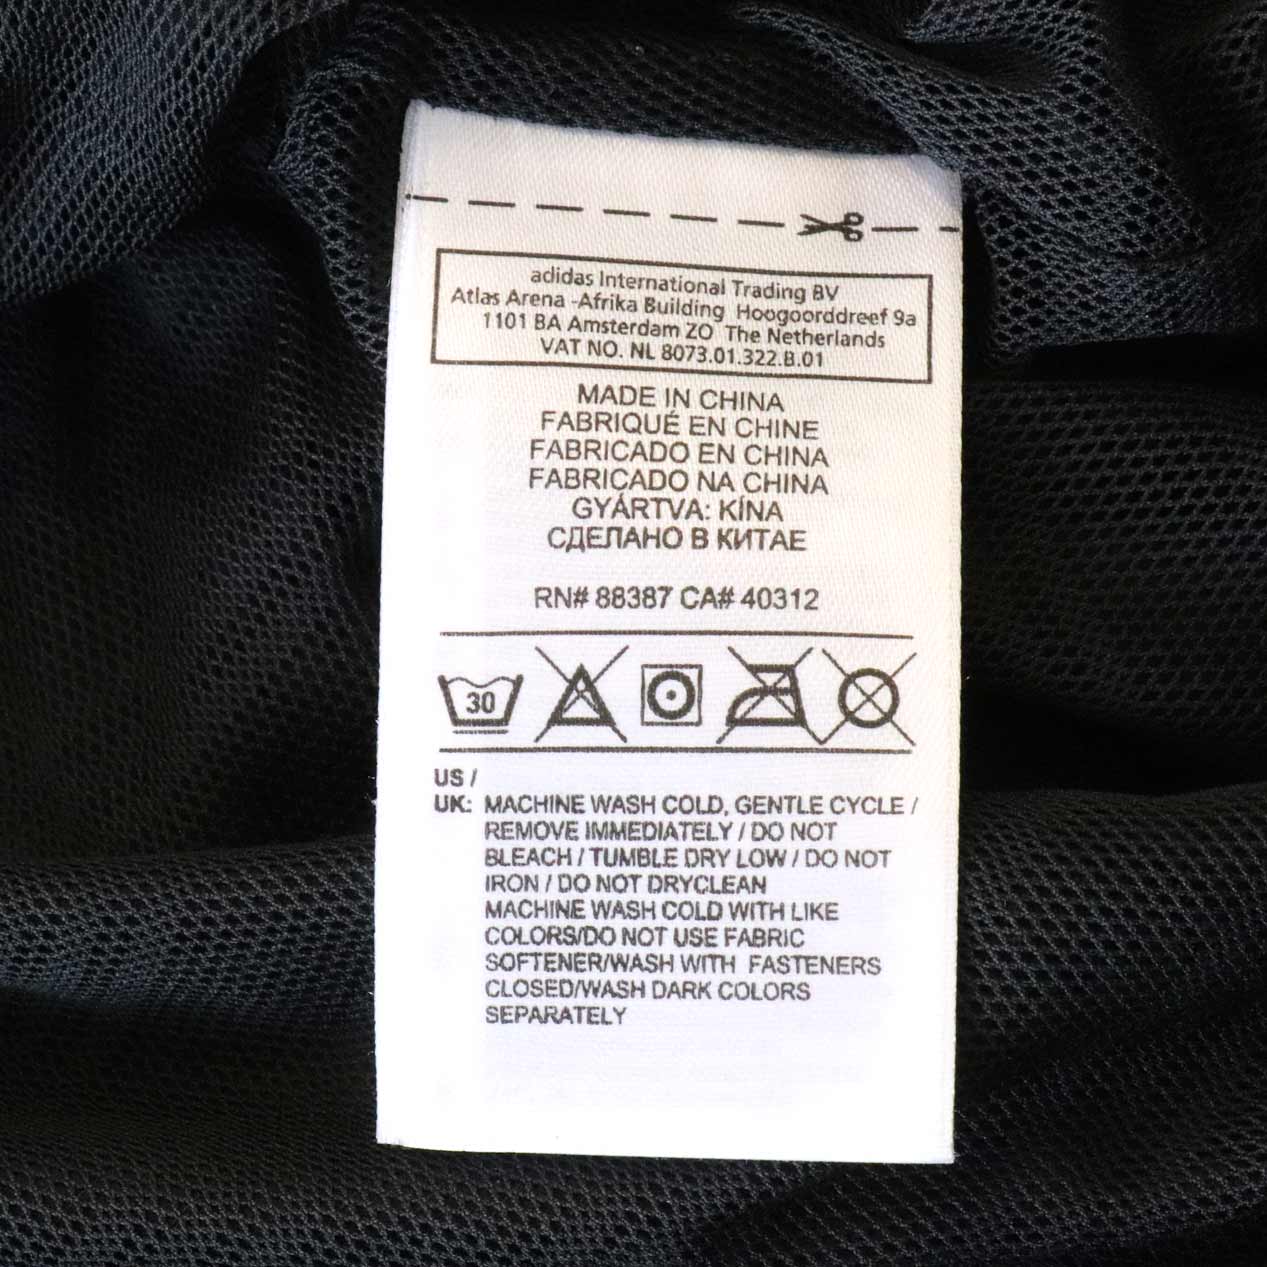 adidas International Trading BV
Atlas Arena -Afrika Building Hoogoorddreef 9a
1101 BA Amsterdam ZO The Netherlands
VAT NO. NL 8073.01.322.B.01
MADE IN CHINA
FABRIQUÉ EN CHINE
FABRICADO EN CHINA
FABRICADO NA CHINA
GYÁRTVA: KÍNA
СДЕЛАНО В КИТАЕ
RN# 88387 CA# 40312
30
US /
UK: MACHINE WASH COLD, GENTLE CYCLE /
REMOVE IMMEDIATELY / DO NOT
BLEACH / TUMBLE DRY LOW / DO NOT
IRON / DO NOT DRYCLEAN
MACHINE WASH COLD WITH LIKE
COLORS/DO NOT USE FABRIC
SOFTENER/WASH WITH FASTENERS
CLOSED/WASH DARK COLORS
SEPARATELY